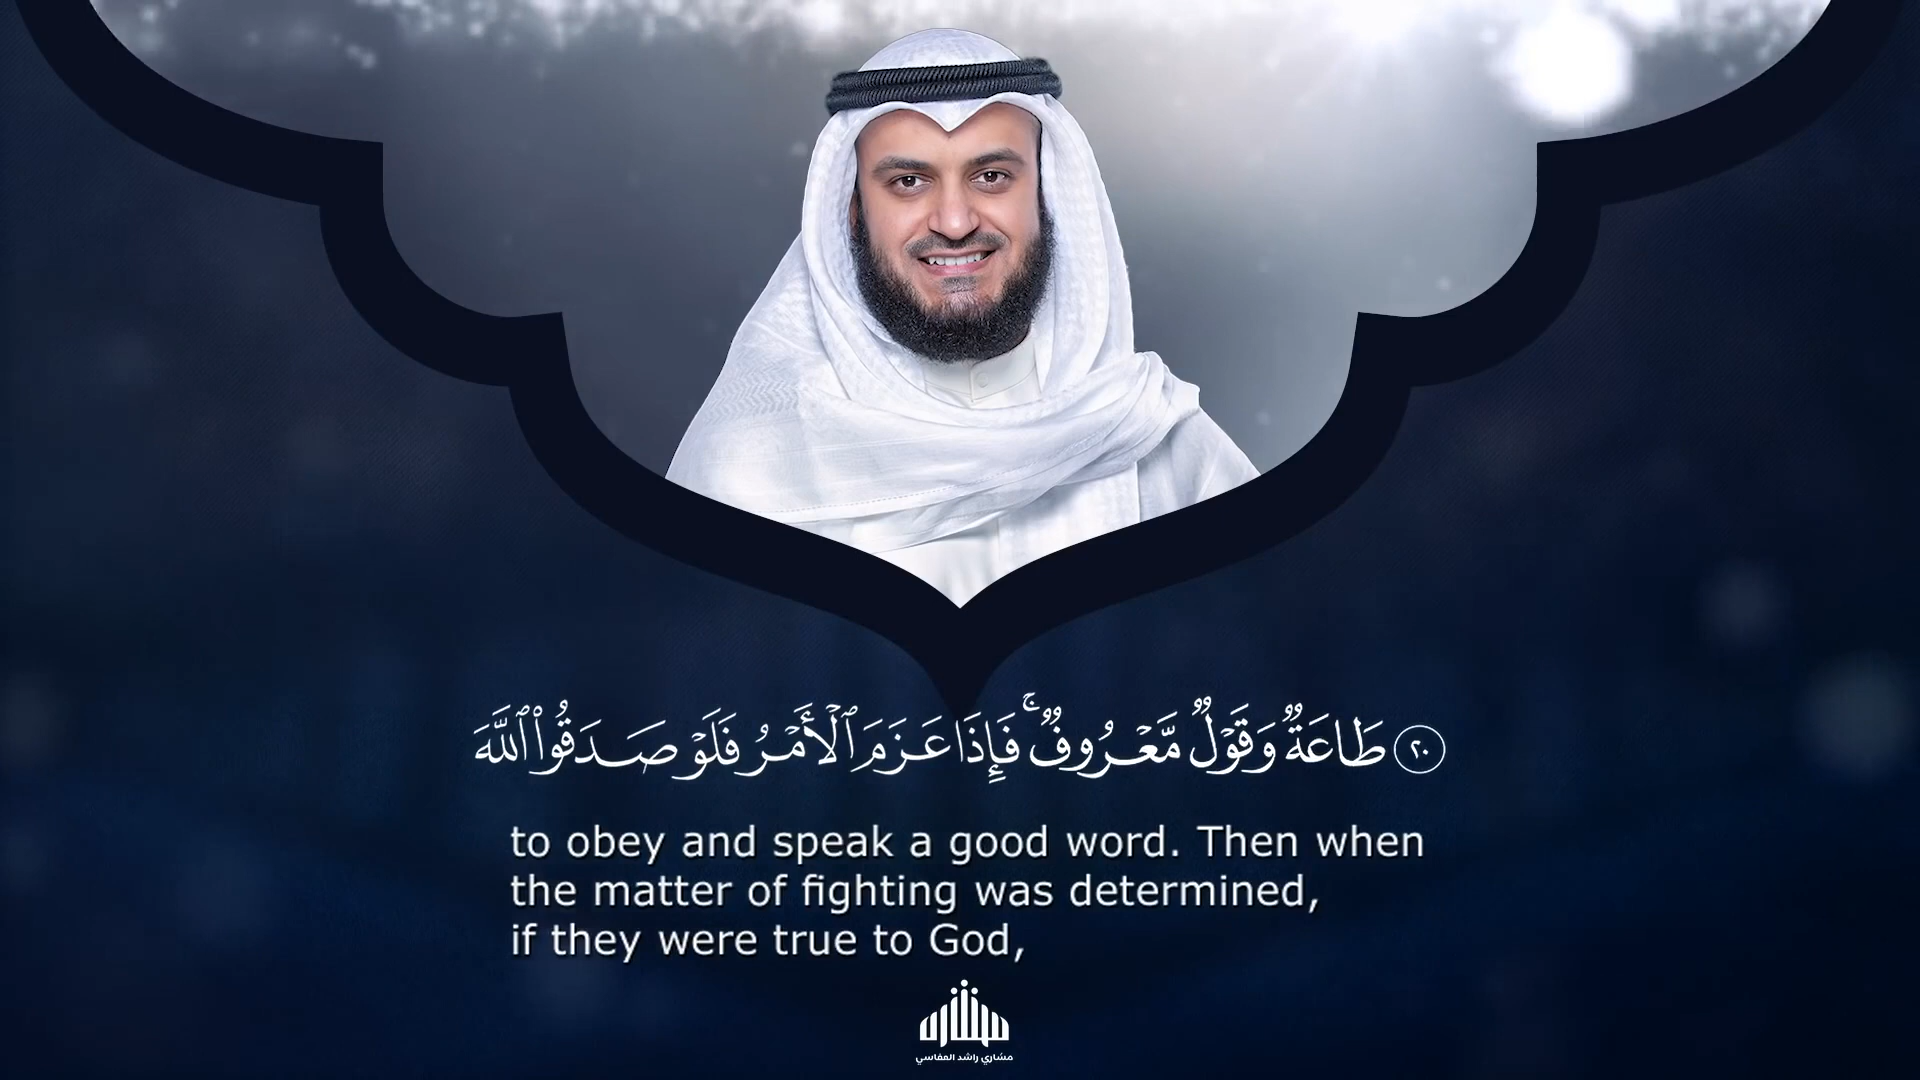 ۝٢٠ طَاعَةٌ وَقَوْلٌ مَّعْرُوفٌ ۚ فَإِذَا عَزَمَ ٱلْأَمْرُ فَلَوْ صَدَقُوا۟ ٱللَّهَ
to obey and speak a good word. Then when
the matter of fighting was determined,
if they were true to God,
مشاري راشد العفاسي